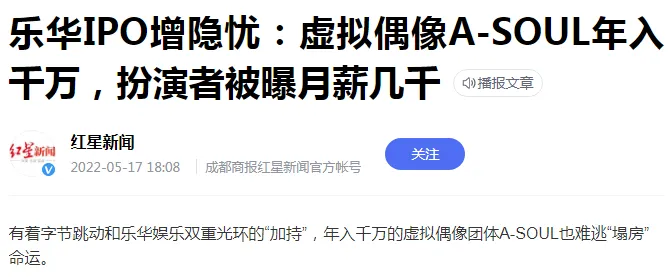 乐华IPO增隐忧：虚拟偶像A-SOUL年入
千万，扮演者被曝月薪几千
播报文章
红星新闻
红星新闻
2022-05-17 18:08
成都商报红星新闻官方帐号
关注
有着字节跳动和乐华娱乐双重光环的“加持”，年入千万的虚拟偶像团体A-SOUL也难逃“塌房”
命运。